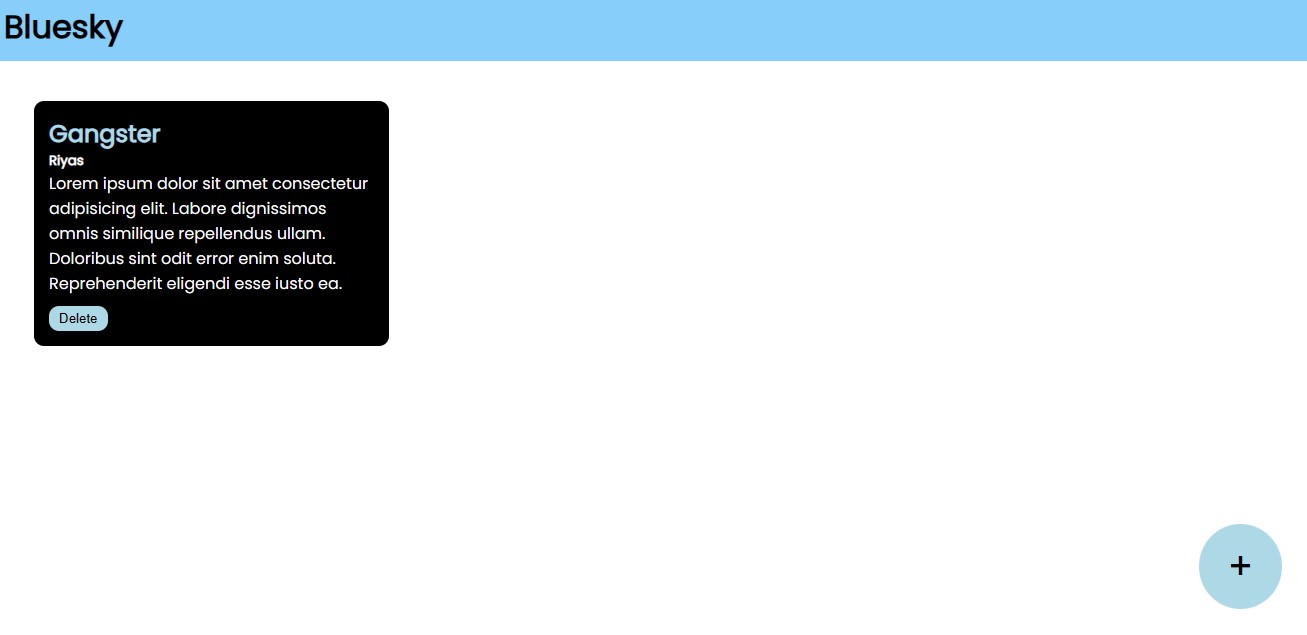 Bluesky
Gangster
Riyas
Lorem ipsum dolor sit amet consectetur
adipisicing elit. Labore dignissimos
omnis similique repellendus ullam.
Doloribus sint odit error enim soluta.
Reprehenderit eligendi esse iusto ea.
Delete
+